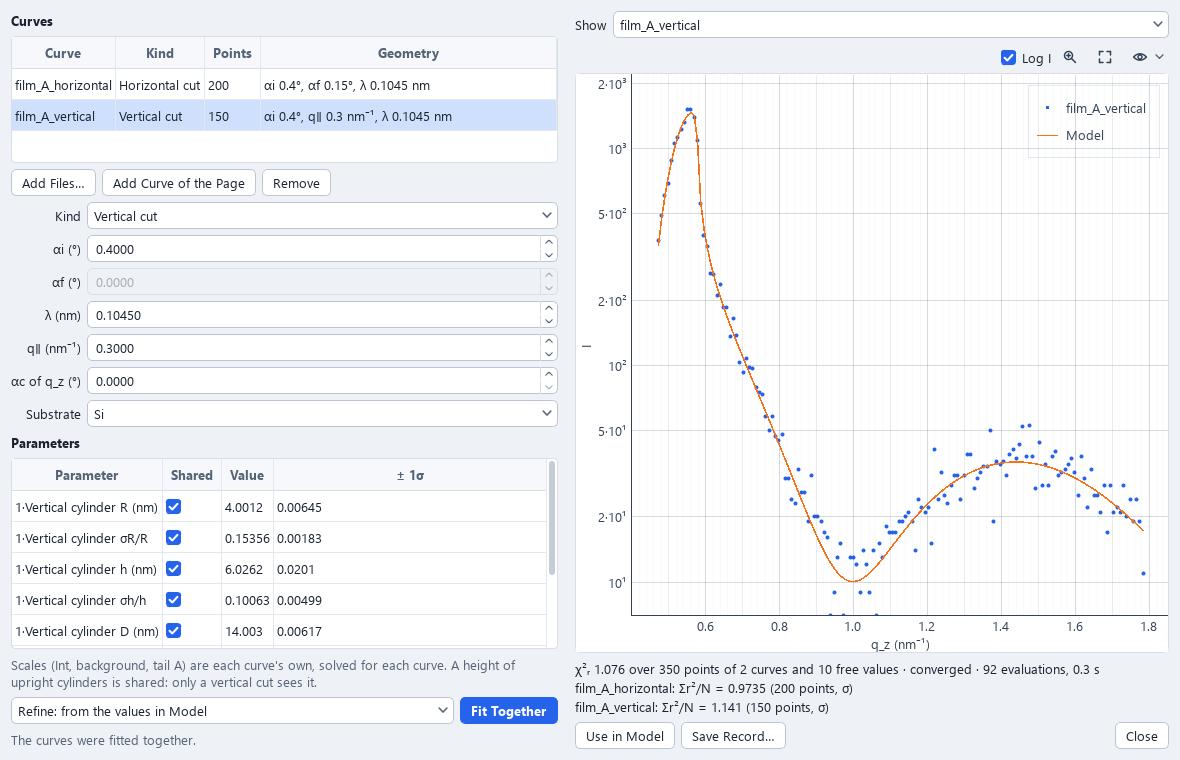 Curves
Curve Kind Points Geometry
film_A_horizontal Horizontal cut 200 αi 0.4°, αf 0.15°, λ 0.1045 nm
film_A_vertical Vertical cut 150 αi 0.4°, q∥ 0.3 nm⁻¹, λ 0.1045 nm
Add Files... Add Curve of the Page Remove
Kind Vertical cut
αi (°) 0.4000
αf (°) 0.0000
λ (nm) 0.10450
q∥ (nm⁻¹) 0.3000
αc of q_z (°) 0.0000
Substrate Si
Parameters
Parameter Shared Value ± 1σ
1·Vertical cylinder R (nm) 4.0012 0.00645
1·Vertical cylinder σR/R 0.15356 0.00183
1·Vertical cylinder h (nm) 6.0262 0.0201
1·Vertical cylinder σh/h 0.10063 0.00499
1·Vertical cylinder D (nm) 14.003 0.00617
Scales (Int, background, tail A) are each curve's own, solved for each curve. A height of
upright cylinders is shared: only a vertical cut sees it.
Refine: from the values in Model Fit Together
The curves were fitted together.
Show film_A_vertical
Log I
film_A_vertical
Model
2·10³
10³
5·10²
2·10²
10²
5·10¹
2·10¹
10¹
I
0.6 0.8 1.0 1.2 1.4 1.6 1.8
q_z (nm⁻¹)
χ²ᵣ 1.076 over 350 points of 2 curves and 10 free values · converged · 92 evaluations, 0.3 s
film_A_horizontal: Σr²/N = 0.9735 (200 points, σ)
film_A_vertical: Σr²/N = 1.141 (150 points, σ)
Use in Model Save Record... Close